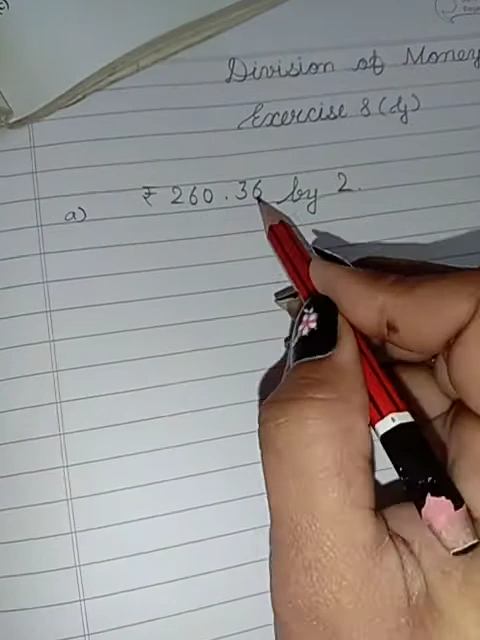 Division of Money
Exercise 8(d)
a) ₹ 260.36 by 2.